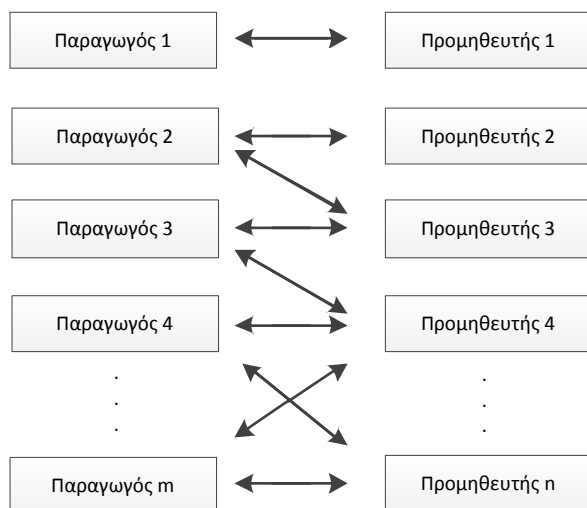 Παραγωγός 1
Προμηθευτής 1
Παραγωγός 2
Προμηθευτής 2
Παραγωγός 3
Προμηθευτής 3
Παραγωγός 4
Προμηθευτής 4
. .
. .
. .
Παραγωγός m
Προμηθευτής n